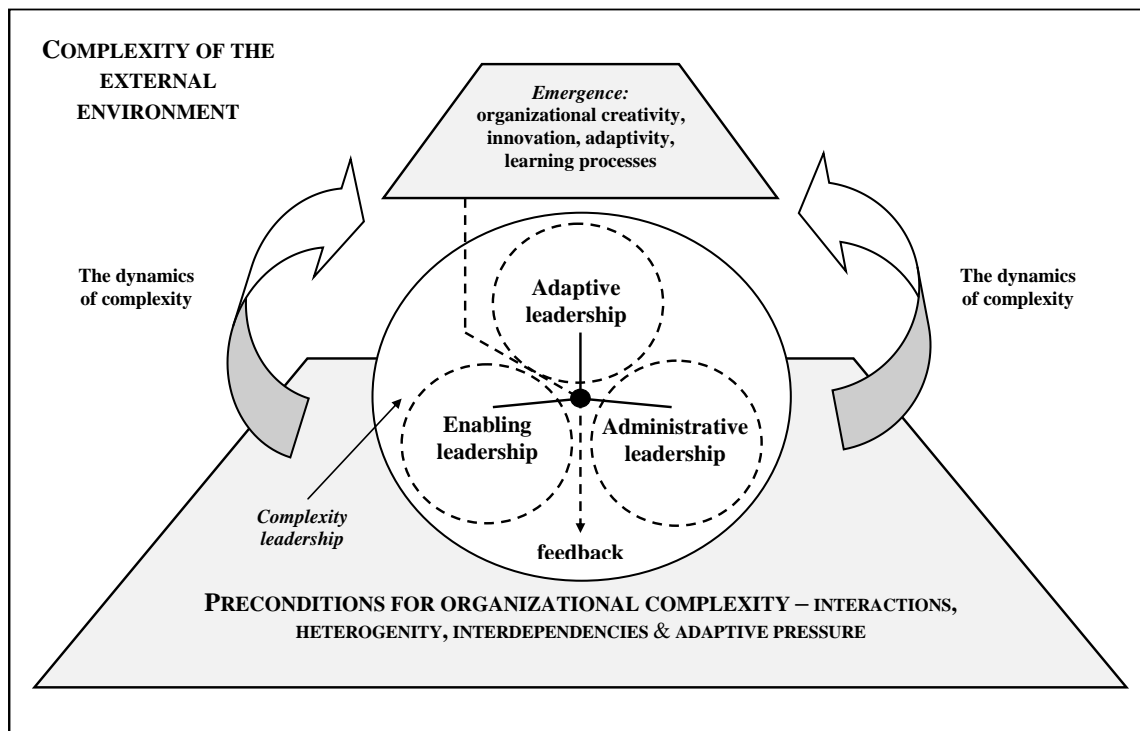 COMPLEXITY OF THE
EXTERNAL
ENVIRONMENT
Emergence:
organizational creativity,
innovation, adaptivity,
learning processes
The dynamics
of complexity
The dynamics
of complexity
Adaptive
leadership
Enabling
leadership
Administrative
leadership
Complexity
leadership
feedback
PRECONDITIONS FOR ORGANIZATIONAL COMPLEXITY – INTERACTIONS,
HETEROGENITY, INTERDEPENDENCIES & ADAPTIVE PRESSURE